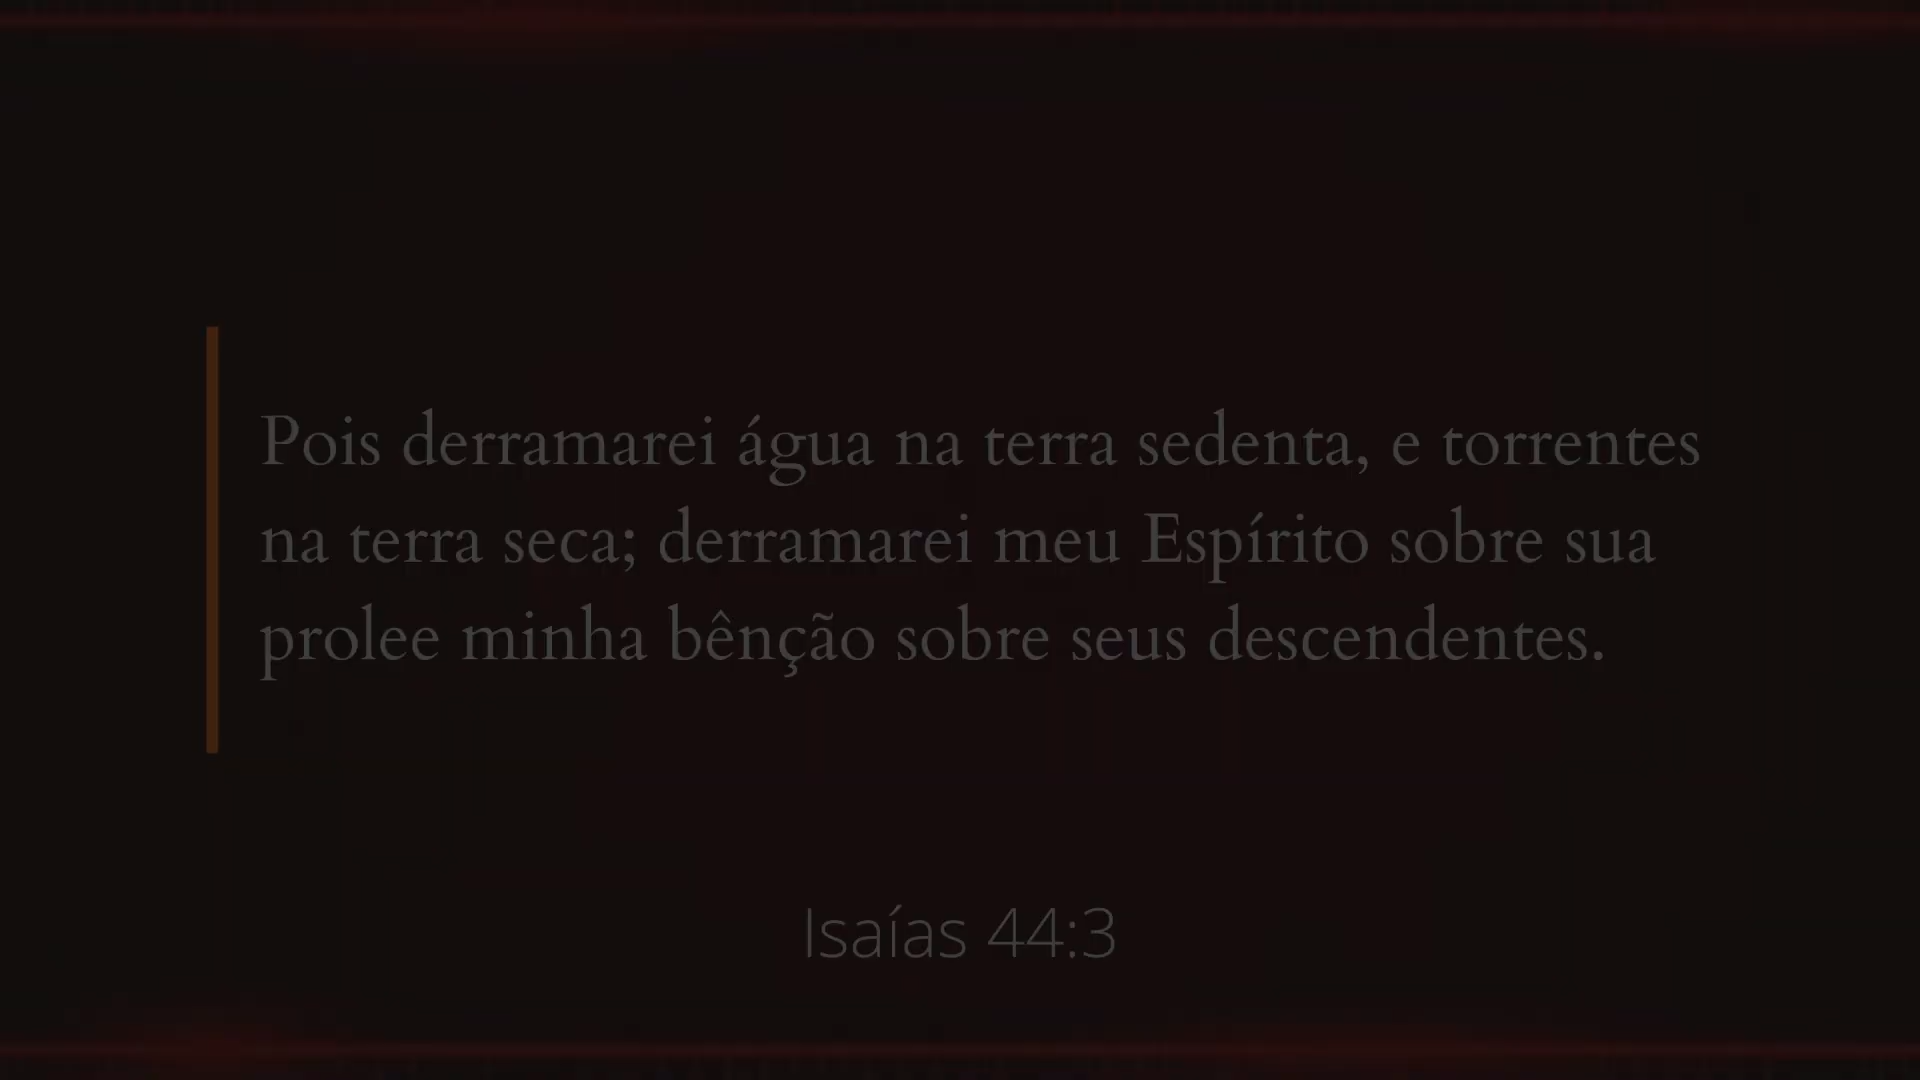 Pois derramarei água na terra sedenta, e torrentes
na terra seca; derramarei meu Espírito sobre sua
prolee minha bênção sobre seus descendentes.
Isaías 44:3